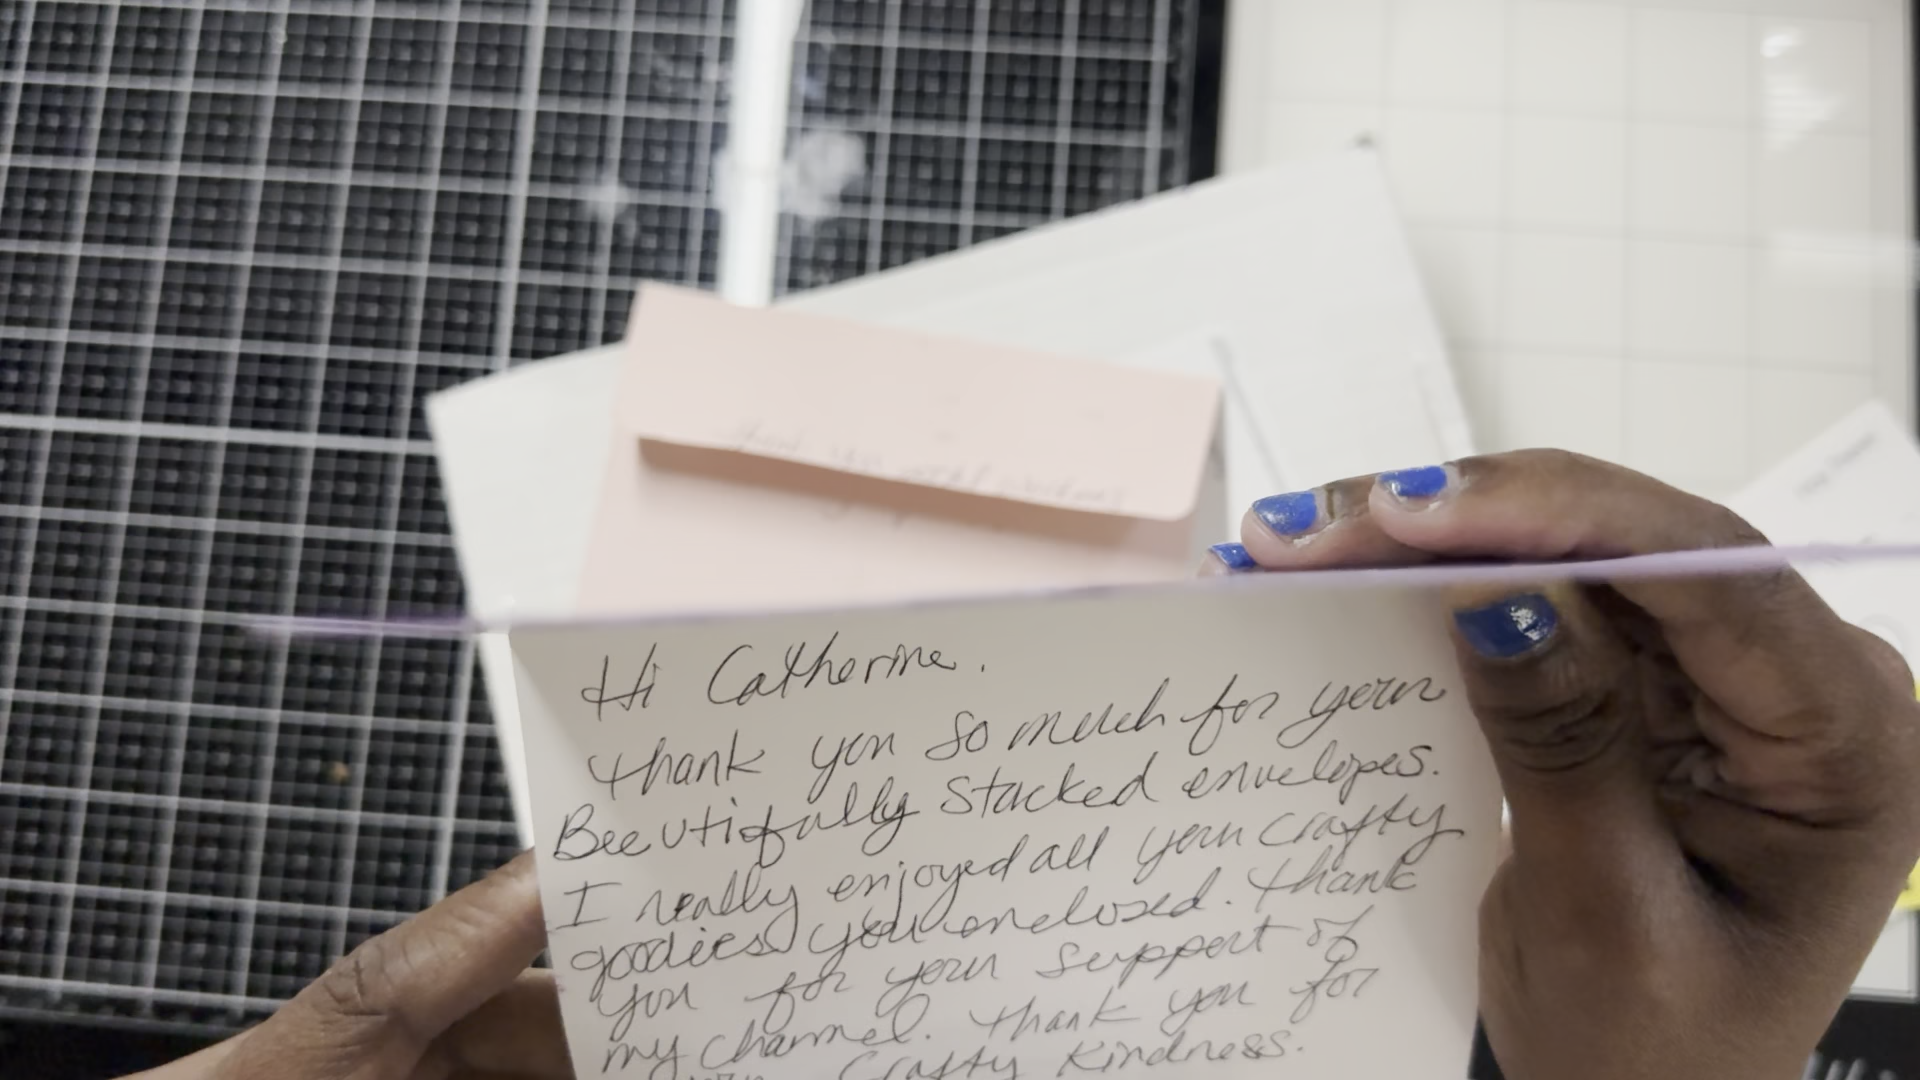 Hi Catherine.
thank you so much for your
Beeutifully stacked envelopes.
I really enjoyed all your crafty
goodies you enclosed. thank
you for your support of
my channel. thank you for
your Crafty Kindness.